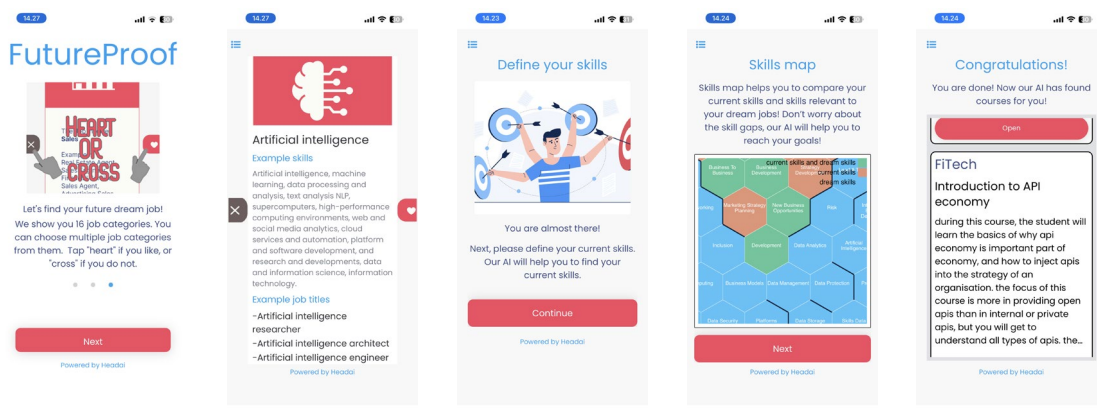 14.27
FutureProof
HEART
OR
CROSS
Sales
Real Estate Agent,
Sales Agent,
Let's find your future dream job!
We show you 16 job categories. You
can choose multiple job categories
from them. Tap "heart" if you like, or
"cross" if you do not.
Next
Powered by Headai
14.27
Artificial intelligence
Example skills
Artificial intelligence, machine
learning, data processing and
analysis, text analysis NLP,
supercomputers, high-performance
computing environments, web and
social media analytics, cloud
services and automation, platform
and software development, and
research and developments, data
and information science, information
technology.
Example job titles
-Artificial intelligence
researcher
-Artificial intelligence architect
-Artificial intelligence engineer
Powered by Headai
14.23
Define your skills
You are almost there!
Next, please define your current skills.
Our AI will help you to find your
current skills.
Continue
Powered by Headai
14.24
Skills map
Skills map helps you to compare your
current skills and skills relevant to
your dream jobs! Don't worry about
the skill gaps, our AI will help you to
reach your goals!
current skills and dream skills
current skills
dream skills
Business To
Business
Business
Development
Marketing Strategy
Planning
New Business
Opportunities
Risk
Inclusion
Development
Data Analytics
Artificial
Intelligence
Business Models
Data Management
Data Protection
Data Security
Platforms
Data Storage
Skills Data
Next
Powered by Headai
14.24
Congratulations!
You are done! Now our AI has found
courses for you!
Open
FiTech
Introduction to API
economy
during this course, the student will
learn the basics of why api
economy is important part of
economy, and how to inject apis
into the strategy of an
organisation. the focus of this
course is more in providing open
apis than in internal or private
apis, but you will get to
understand all types of apis. the...
Powered by Headai